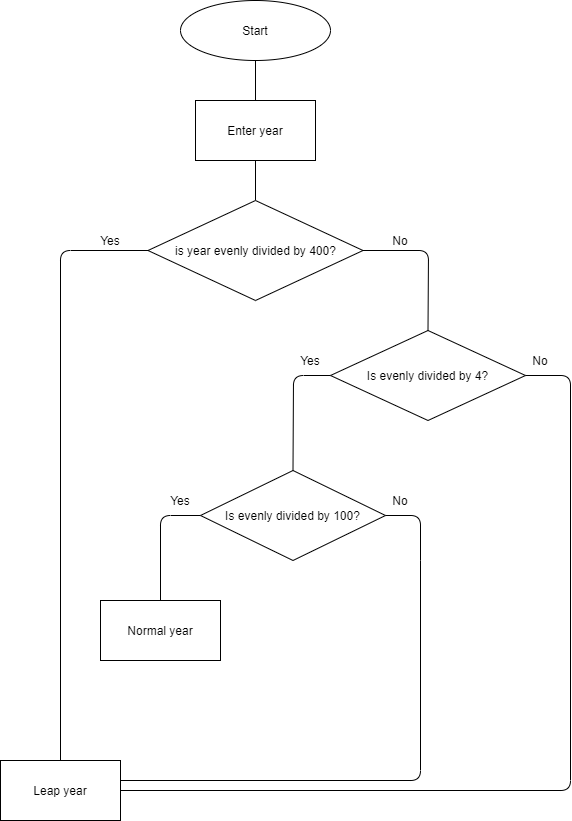 Start
Enter year
Yes
is year evenly divided by 400?
No
Yes
Is evenly divided by 4?
No
Yes
Is evenly divided by 100?
No
Normal year
Leap year